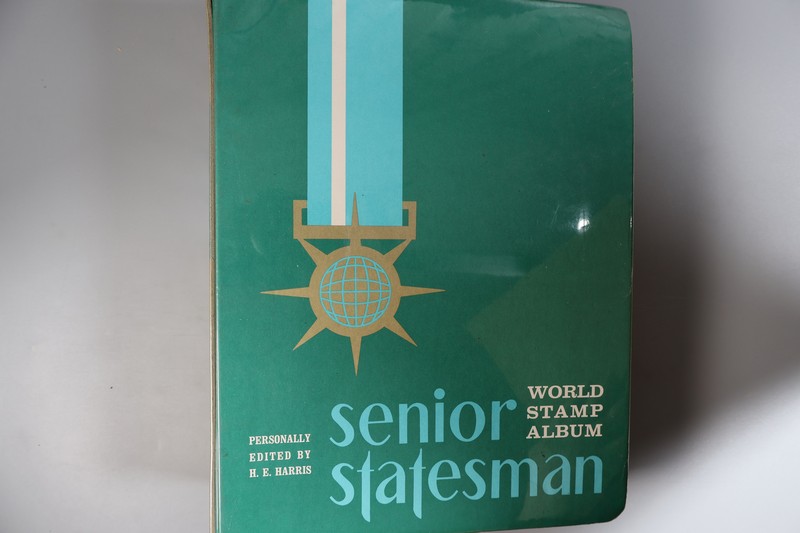 senior
statesman
WORLD
STAMP
ALBUM
PERSONALLY
EDITED BY
H. E. HARRIS